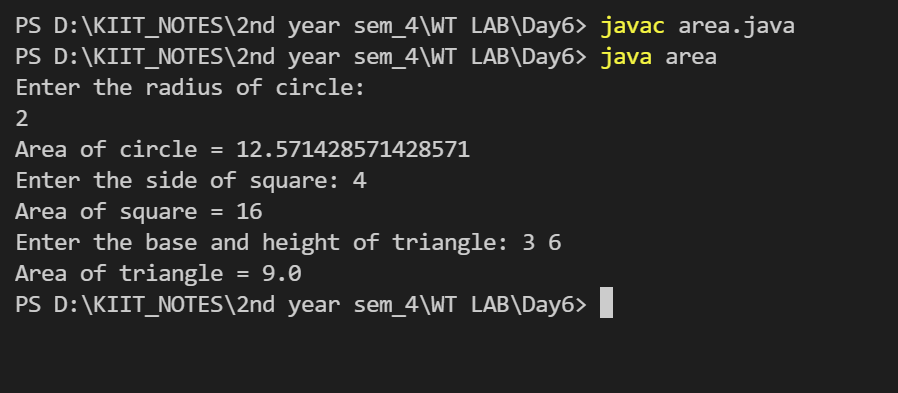 PS D:\KIIT_NOTES\2nd year sem_4\WT LAB\Day6> javac area.java
PS D:\KIIT_NOTES\2nd year sem_4\WT LAB\Day6> java area
Enter the radius of circle:
2
Area of circle = 12.571428571428571
Enter the side of square: 4
Area of square = 16
Enter the base and height of triangle: 3 6
Area of triangle = 9.0
PS D:\KIIT_NOTES\2nd year sem_4\WT LAB\Day6>